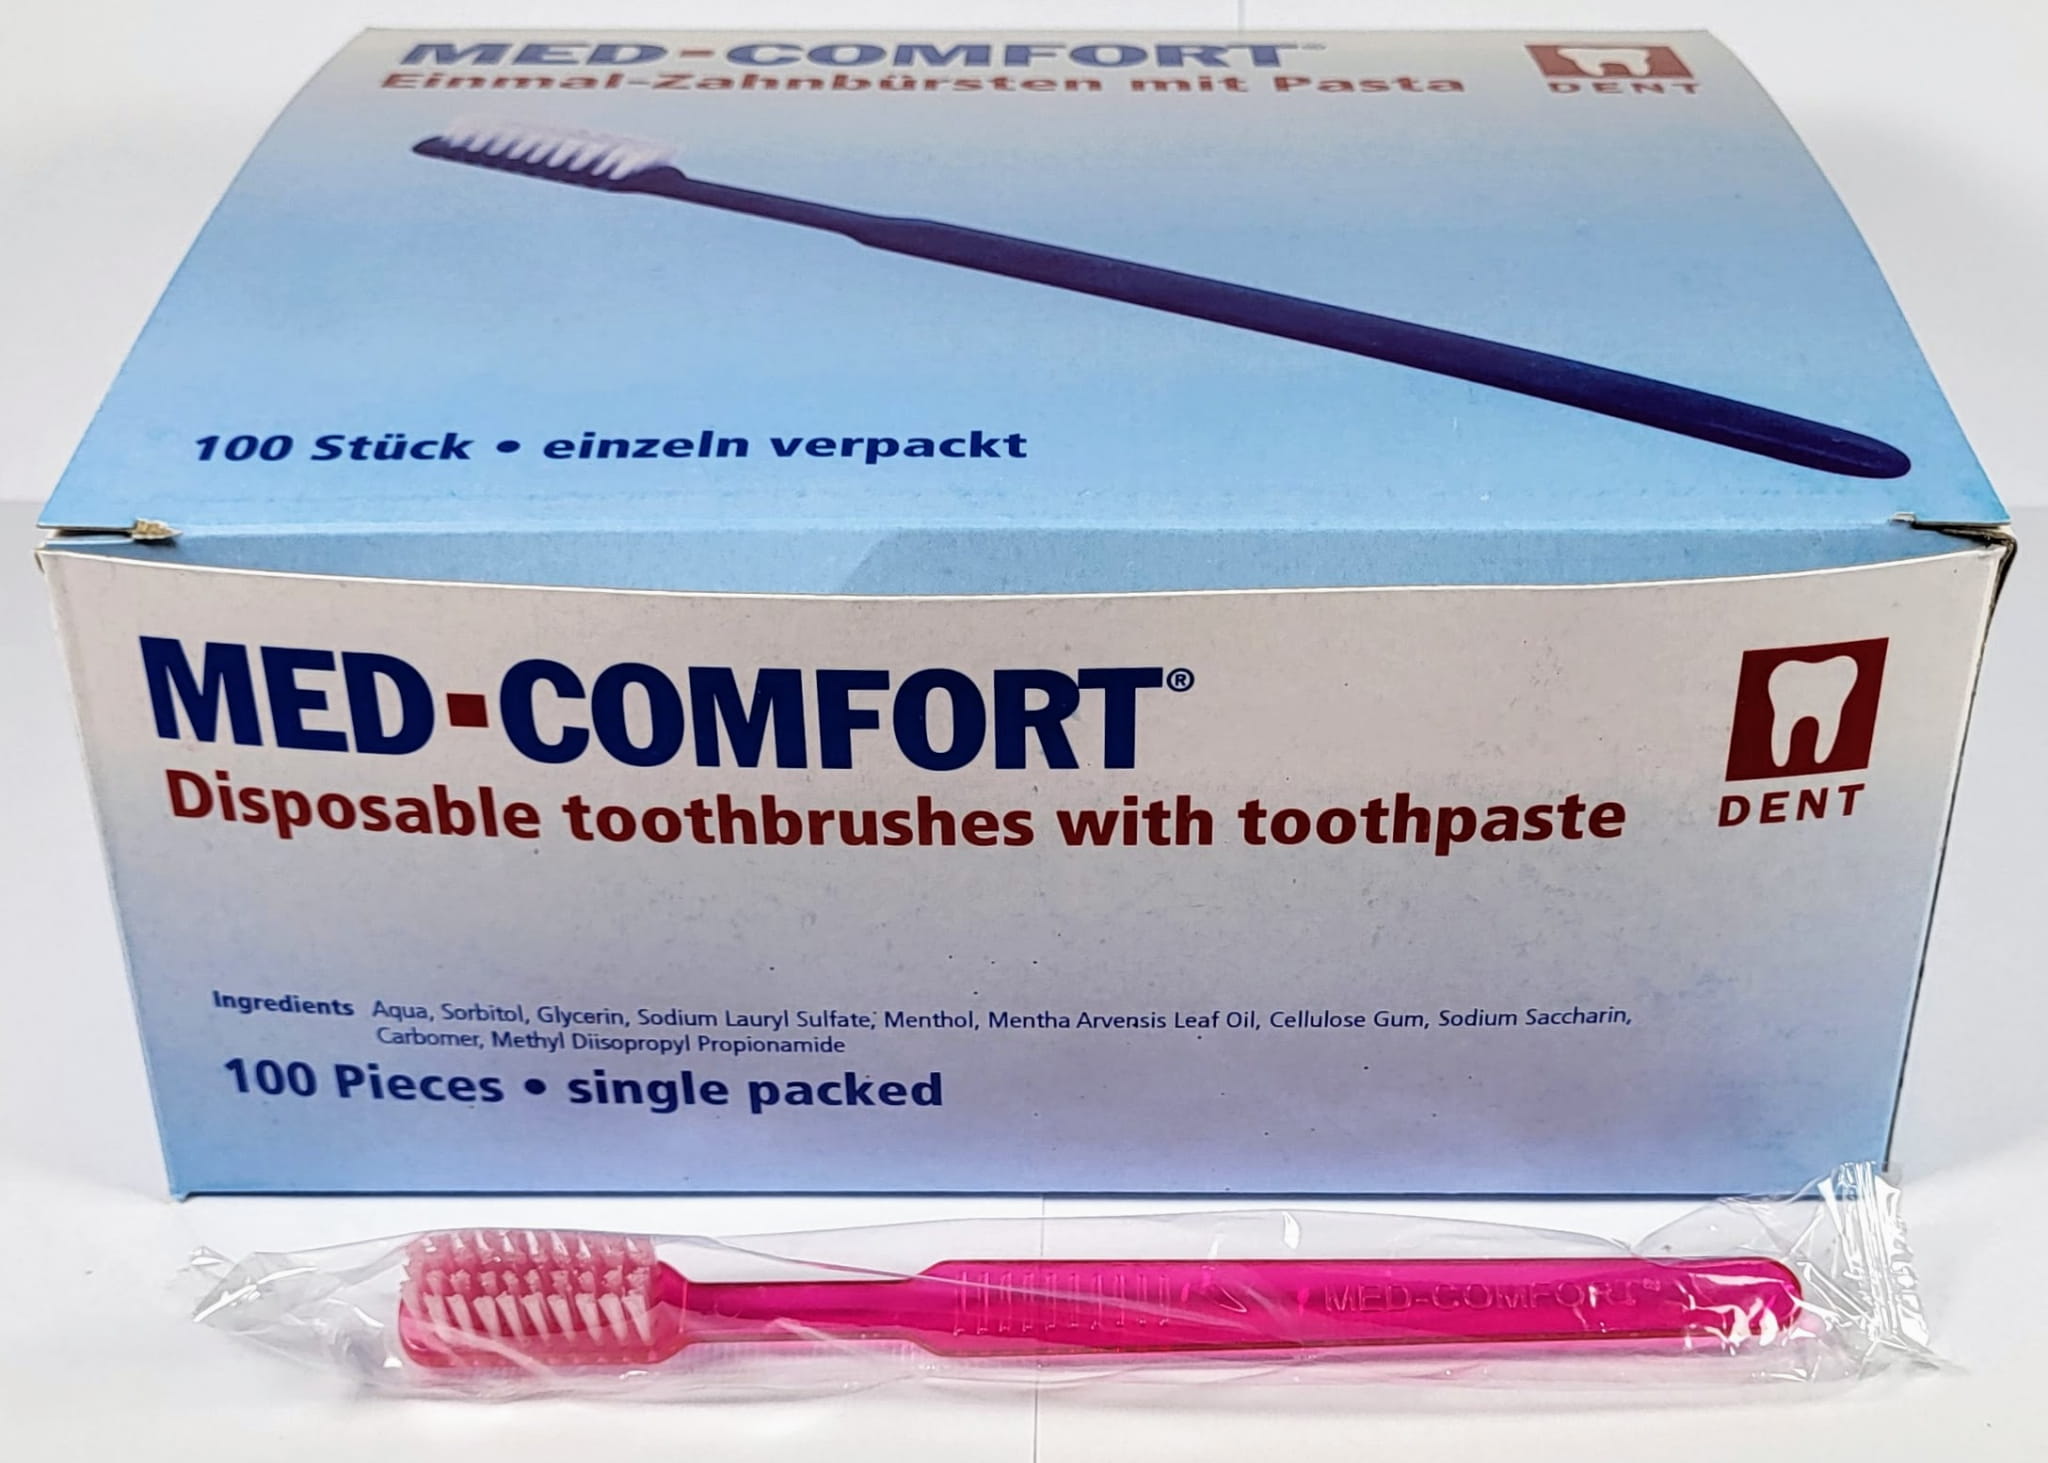 MED-COMFORT®
Einmal-Zahnbürsten mit Pasta
DENT
100 Stück • einzeln verpackt
MED-COMFORT®
Disposable toothbrushes with toothpaste
DENT
Ingredients Aqua, Sorbitol, Glycerin, Sodium Lauryl Sulfate, Menthol, Mentha Arvensis Leaf Oil, Cellulose Gum, Sodium Saccharin,
Carbomer, Methyl Diisopropyl Propionamide
100 Pieces • single packed
MED-COMFORT®